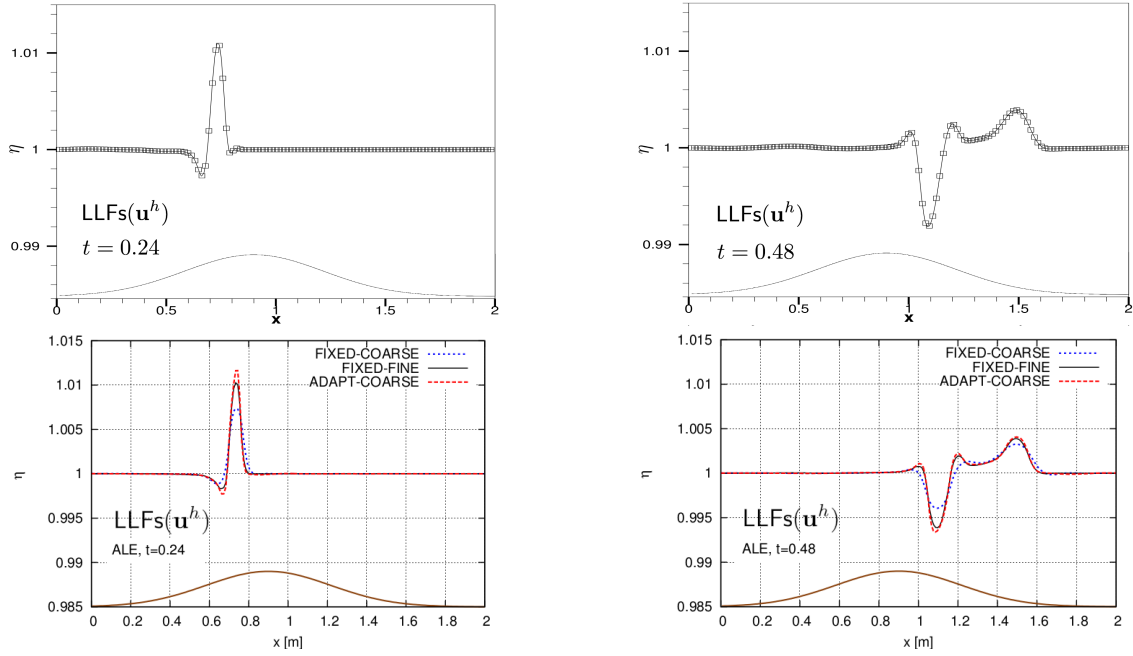 1.01
η
1
LLFs(u^h)
t = 0.24
0.99
0 0.5 1 1.5 2
x
1.01
η
1
LLFs(u^h)
t = 0.48
0.99
0 0.5 1 1.5 2
x
1.015
FIXED-COARSE
FIXED-FINE
1.01
ADAPT-COARSE
1.005
η
1
0.995
LLFs(u^h)
ALE, t=0.24
0.99
0.985
0 0.2 0.4 0.6 0.8 1 1.2 1.4 1.6 1.8 2
x [m]
1.015
FIXED-COARSE
FIXED-FINE
1.01
ADAPT-COARSE
1.005
η
1
0.995
LLFs(u^h)
ALE, t=0.48
0.99
0.985
0 0.2 0.4 0.6 0.8 1 1.2 1.4 1.6 1.8 2
x [m]